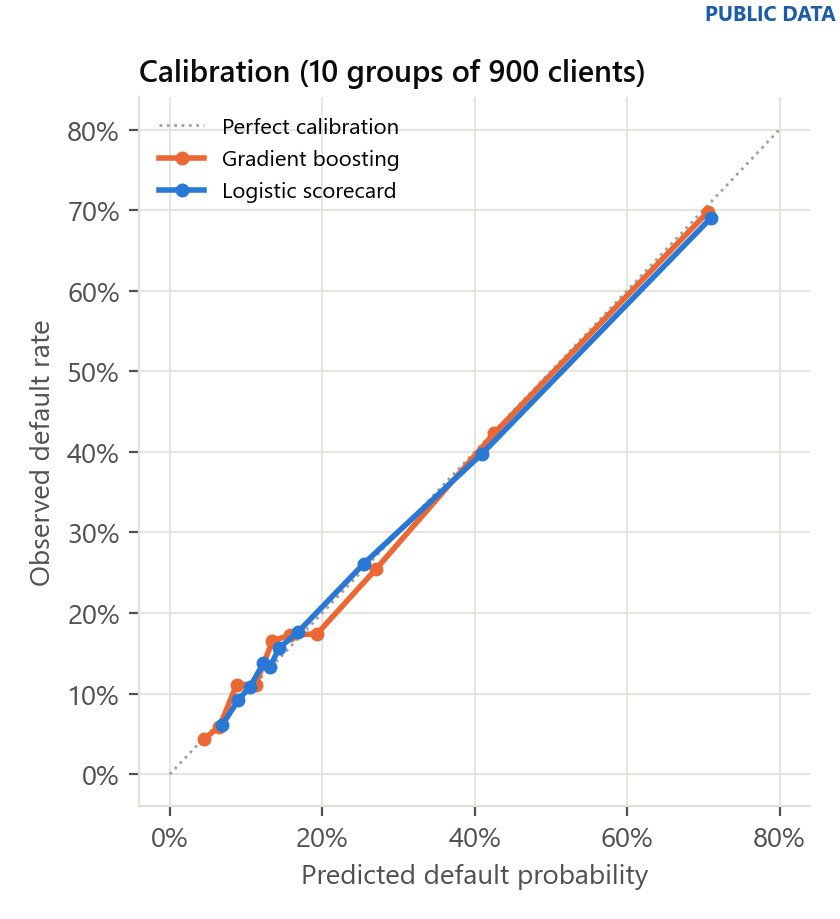 PUBLIC DATA
Calibration (10 groups of 900 clients)
Perfect calibration
Gradient boosting
Logistic scorecard
80%
70%
60%
50%
40%
30%
20%
10%
0%
Observed default rate
0%
20%
40%
60%
80%
Predicted default probability